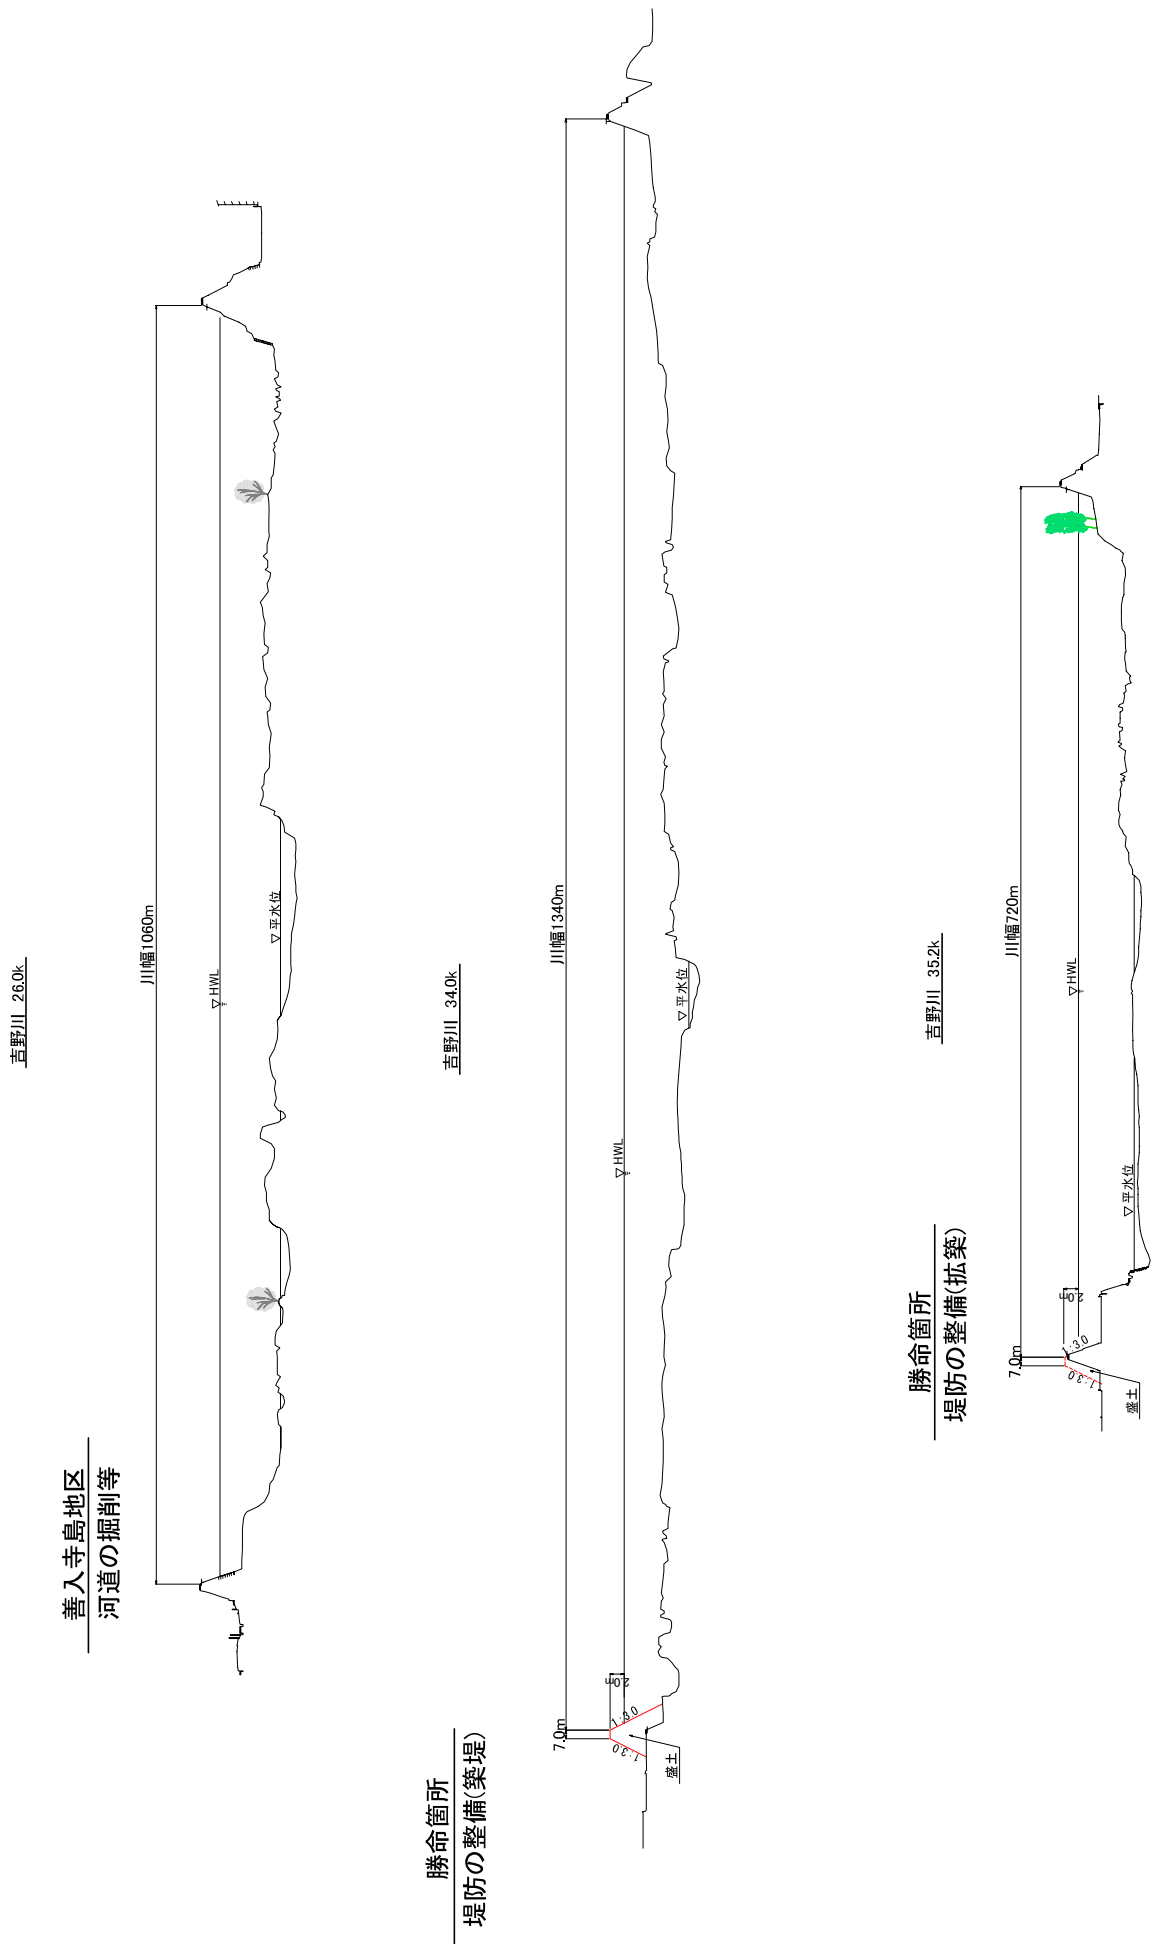 吉野川 26.0k
善入寺島地区
河道の掘削等
川幅1060m
▽HWL
▽平水位
吉野川 34.0k
勝命箇所
堤防の整備(築堤)
7.0m
川幅1340m
2.0m
1:3.0
1:3.0
盛土
▽HWL
▽平水位
吉野川 35.2k
勝命箇所
堤防の整備(拡築)
7.0m
川幅720m
2.0m
1:3.0
1:3.0
盛土
▽HWL
▽平水位